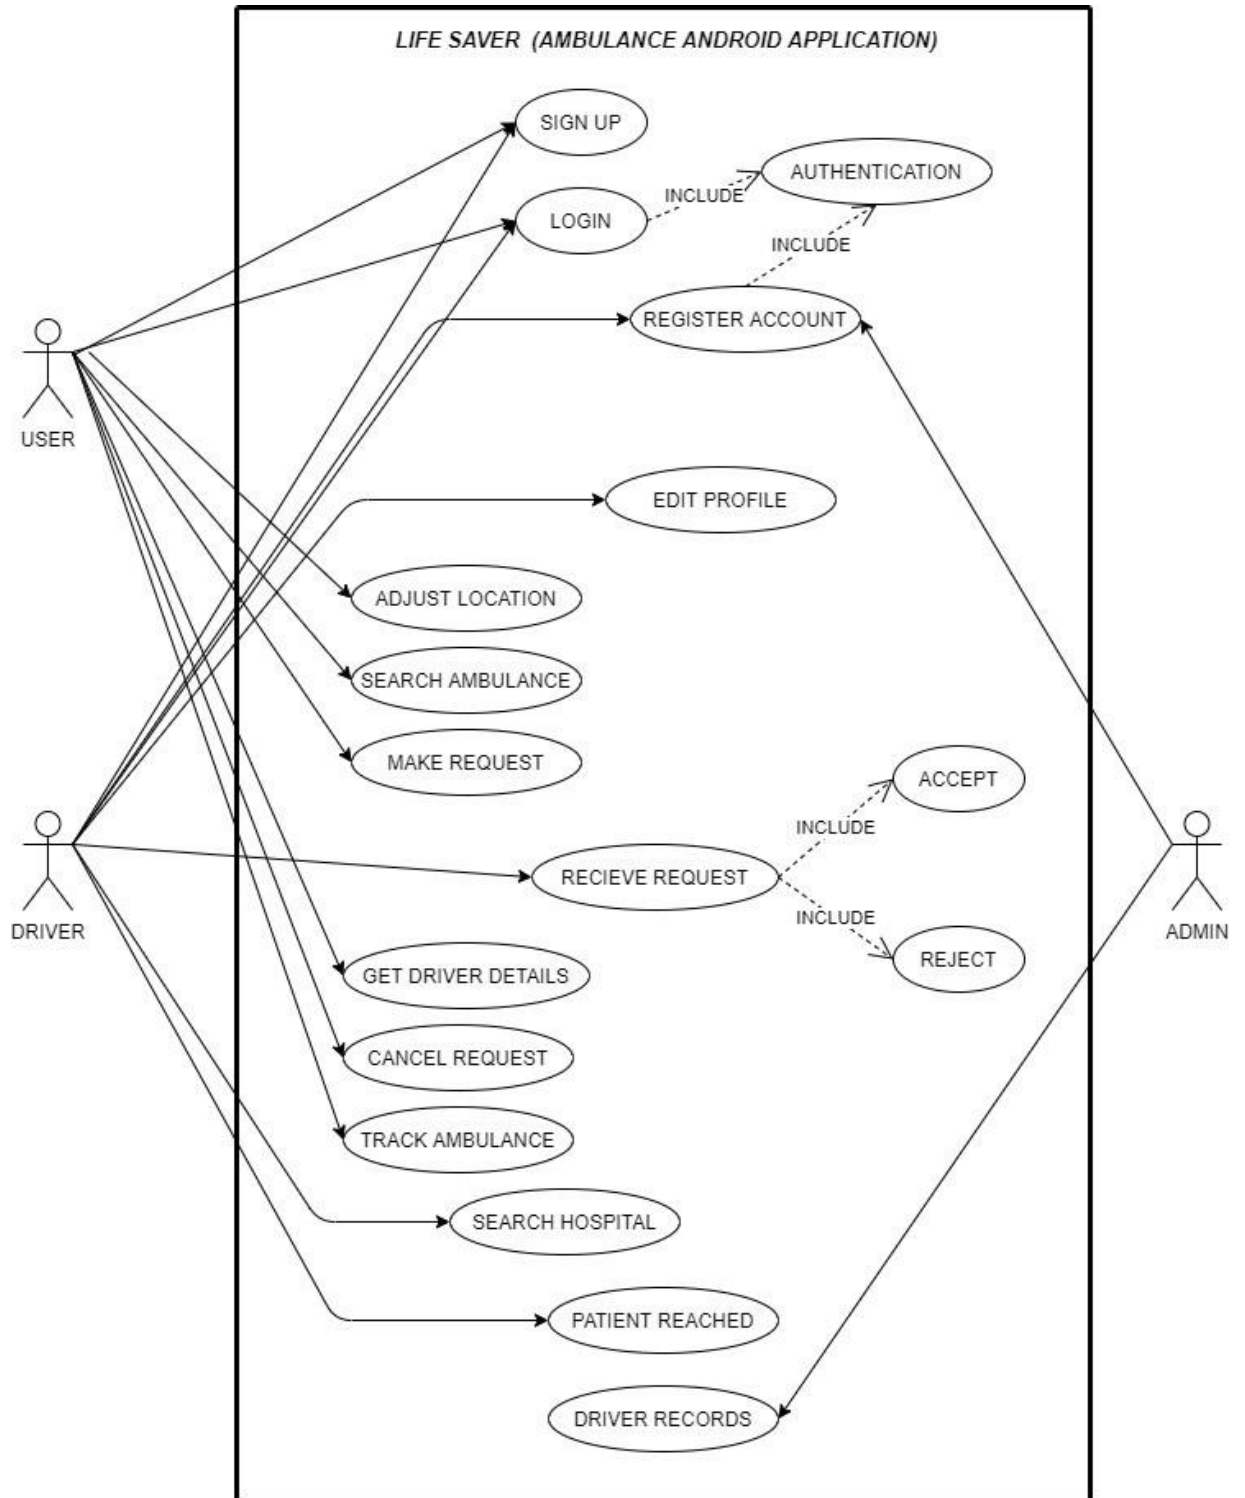 LIFE SAVER (AMBULANCE ANDROID APPLICATION)
SIGN UP
AUTHENTICATION
INCLUDE
LOGIN
INCLUDE
REGISTER ACCOUNT
USER
EDIT PROFILE
ADJUST LOCATION
SEARCH AMBULANCE
MAKE REQUEST
ACCEPT
INCLUDE
RECIEVE REQUEST
INCLUDE
DRIVER
ADMIN
REJECT
GET DRIVER DETAILS
CANCEL REQUEST
TRACK AMBULANCE
SEARCH HOSPITAL
PATIENT REACHED
DRIVER RECORDS